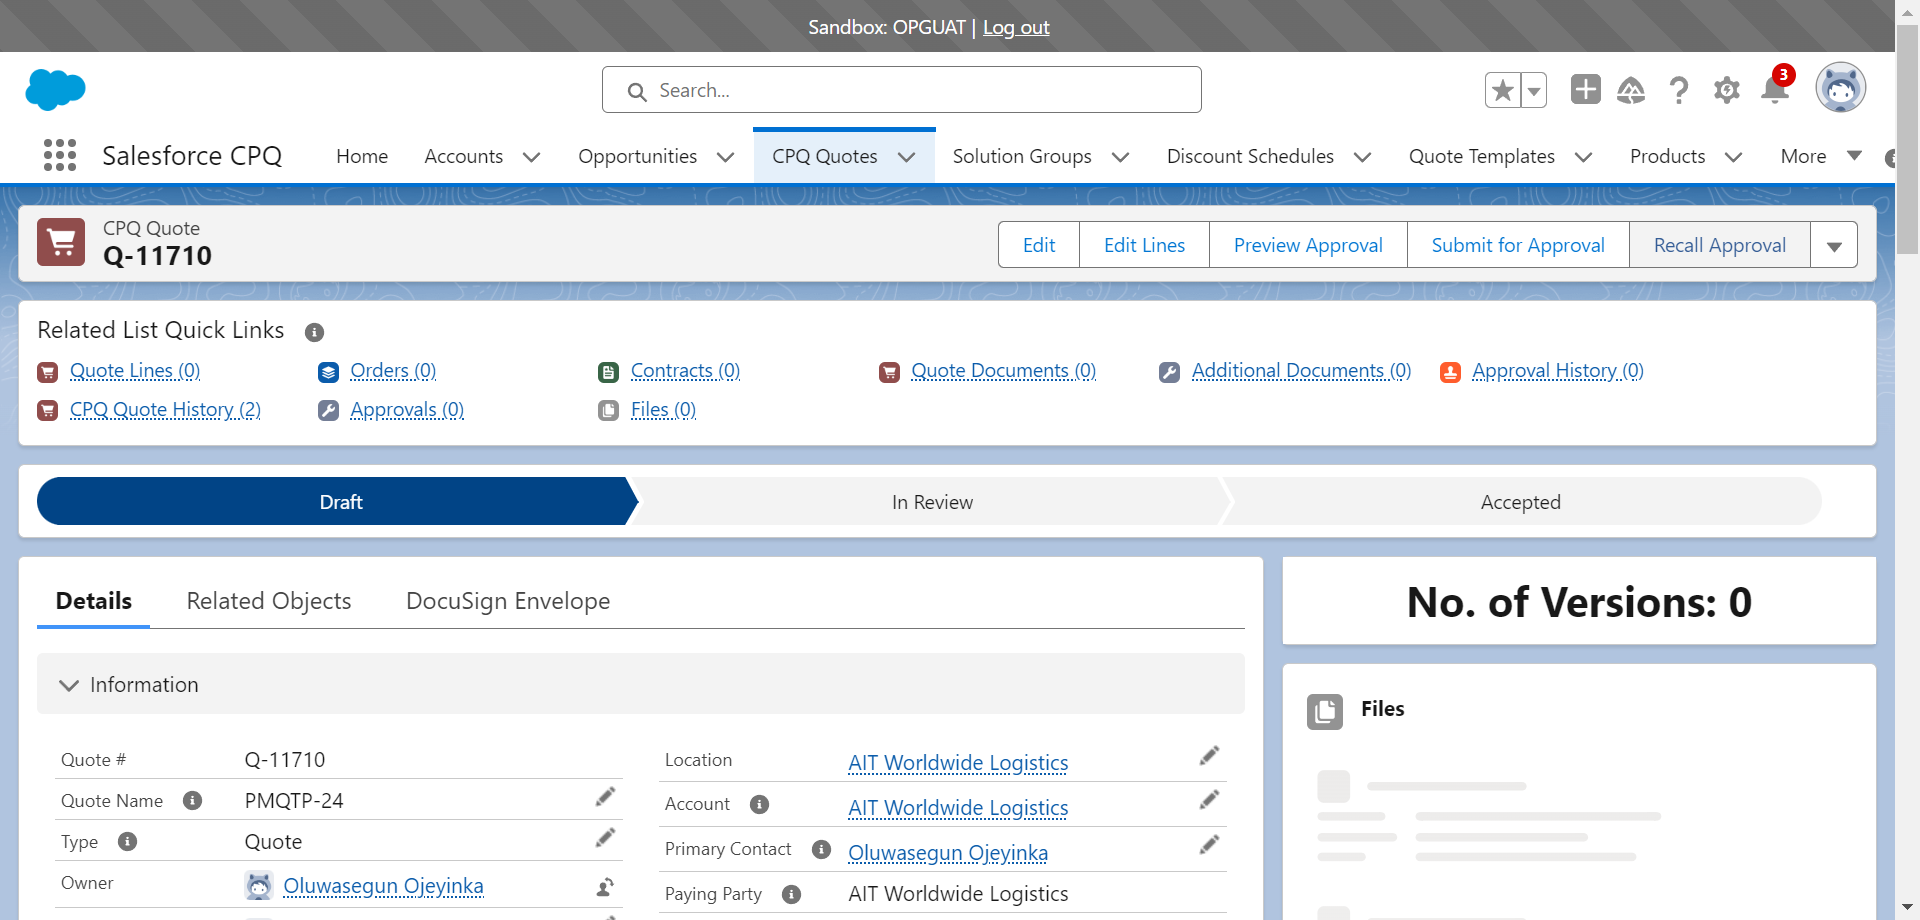 Sandbox: OPGUAT | Log out
Search...
3
Salesforce CPQ Home Accounts Opportunities CPQ Quotes Solution Groups Discount Schedules Quote Templates Products More
CPQ Quote
Q-11710
Edit Edit Lines Preview Approval Submit for Approval Recall Approval
Related List Quick Links
Quote Lines (0) Orders (0) Contracts (0) Quote Documents (0) Additional Documents (0) Approval History (0)
CPQ Quote History (2) Approvals (0) Files (0)
Draft In Review Accepted
Details Related Objects DocuSign Envelope
No. of Versions: 0
Information
Files
Quote # Q-11710
Location AIT Worldwide Logistics
Quote Name PMQTP-24
Account AIT Worldwide Logistics
Type Quote
Primary Contact Oluwasegun Ojeyinka
Owner Oluwasegun Ojeyinka
Paying Party AIT Worldwide Logistics